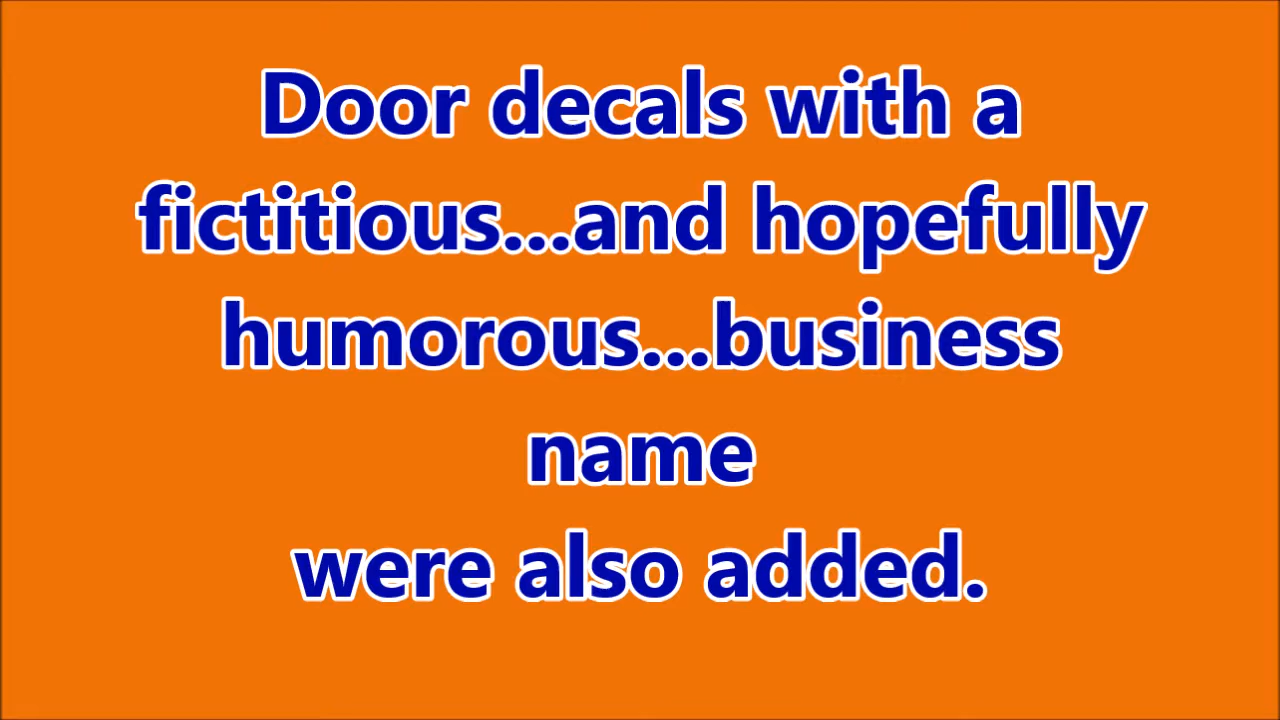 Door decals with a
fictitious...and hopefully
humorous...business
name
were also added.